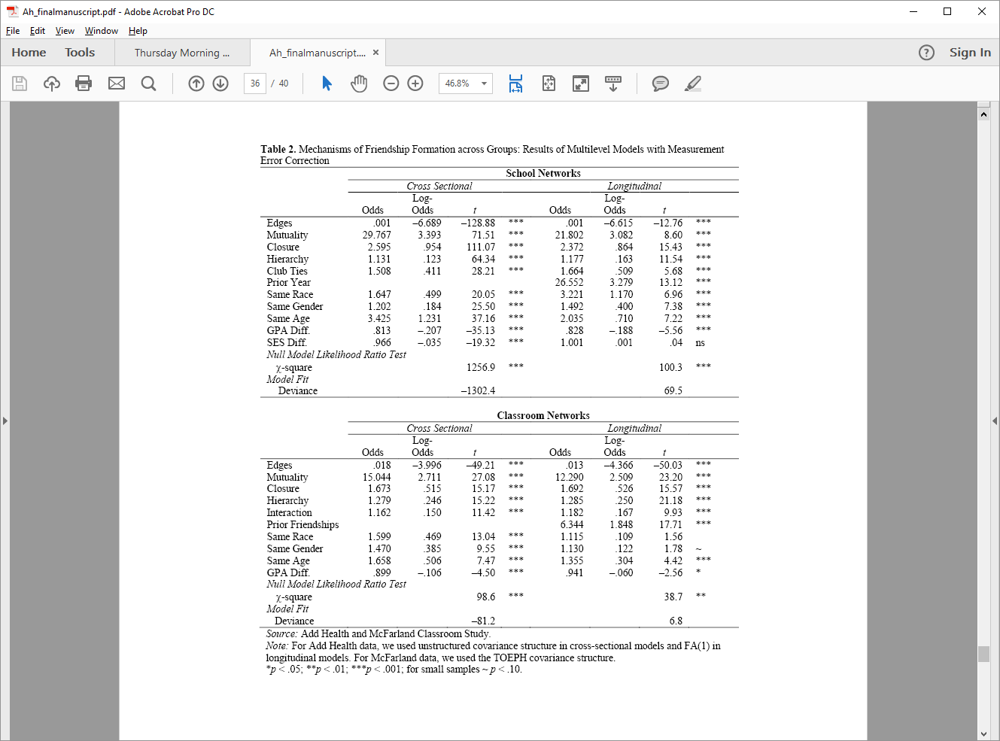 Ah_finalmanuscript.pdf - Adobe Acrobat Pro DC
File Edit View Window Help
Home Tools Thursday Morning ... Ah_finalmanuscript.... × ? Sign In
36 / 40 46.8%
Table 2. Mechanisms of Friendship Formation across Groups: Results of Multilevel Models with Measurement
Error Correction
School Networks
Cross Sectional Longitudinal
Log- Log-
Odds Odds t Odds Odds t
Edges .001 –6.689 –128.88 *** .001 –6.615 –12.76 ***
Mutuality 29.767 3.393 71.51 *** 21.802 3.082 8.60 ***
Closure 2.595 .954 111.07 *** 2.372 .864 15.43 ***
Hierarchy 1.131 .123 64.34 *** 1.177 .163 11.54 ***
Club Ties 1.508 .411 28.21 *** 1.664 .509 5.68 ***
Prior Year 26.552 3.279 13.12 ***
Same Race 1.647 .499 20.05 *** 3.221 1.170 6.96 ***
Same Gender 1.202 .184 25.50 *** 1.492 .400 7.38 ***
Same Age 3.425 1.231 37.16 *** 2.035 .710 7.22 ***
GPA Diff. .813 –.207 –35.13 *** .828 –.188 –5.56 ***
SES Diff. .966 –.035 –19.32 *** 1.001 .001 .04 ns
Null Model Likelihood Ratio Test
χ-square 1256.9 *** 100.3 ***
Model Fit
Deviance –1302.4 69.5
Classroom Networks
Cross Sectional Longitudinal
Log- Log-
Odds Odds t Odds Odds t
Edges .018 –3.996 –49.21 *** .013 –4.366 –50.03 ***
Mutuality 15.044 2.711 27.08 *** 12.290 2.509 23.20 ***
Closure 1.673 .515 15.17 *** 1.692 .526 15.57 ***
Hierarchy 1.279 .246 15.22 *** 1.285 .250 21.18 ***
Interaction 1.162 .150 11.42 *** 1.182 .167 9.93 ***
Prior Friendships 6.344 1.848 17.71 ***
Same Race 1.599 .469 13.04 *** 1.115 .109 1.56
Same Gender 1.470 .385 9.55 *** 1.130 .122 1.78 ~
Same Age 1.658 .506 7.47 *** 1.355 .304 4.42 ***
GPA Diff. .899 –.106 –4.50 *** .941 –.060 –2.56 *
Null Model Likelihood Ratio Test
χ-square 98.6 *** 38.7 **
Model Fit
Deviance –81.2 6.8
Source: Add Health and McFarland Classroom Study.
Note: For Add Health data, we used unstructured covariance structure in cross-sectional models and FA(1) in
longitudinal models. For McFarland data, we used the TOEPH covariance structure.
*p < .05; **p < .01; ***p < .001; for small samples ~ p < .10.